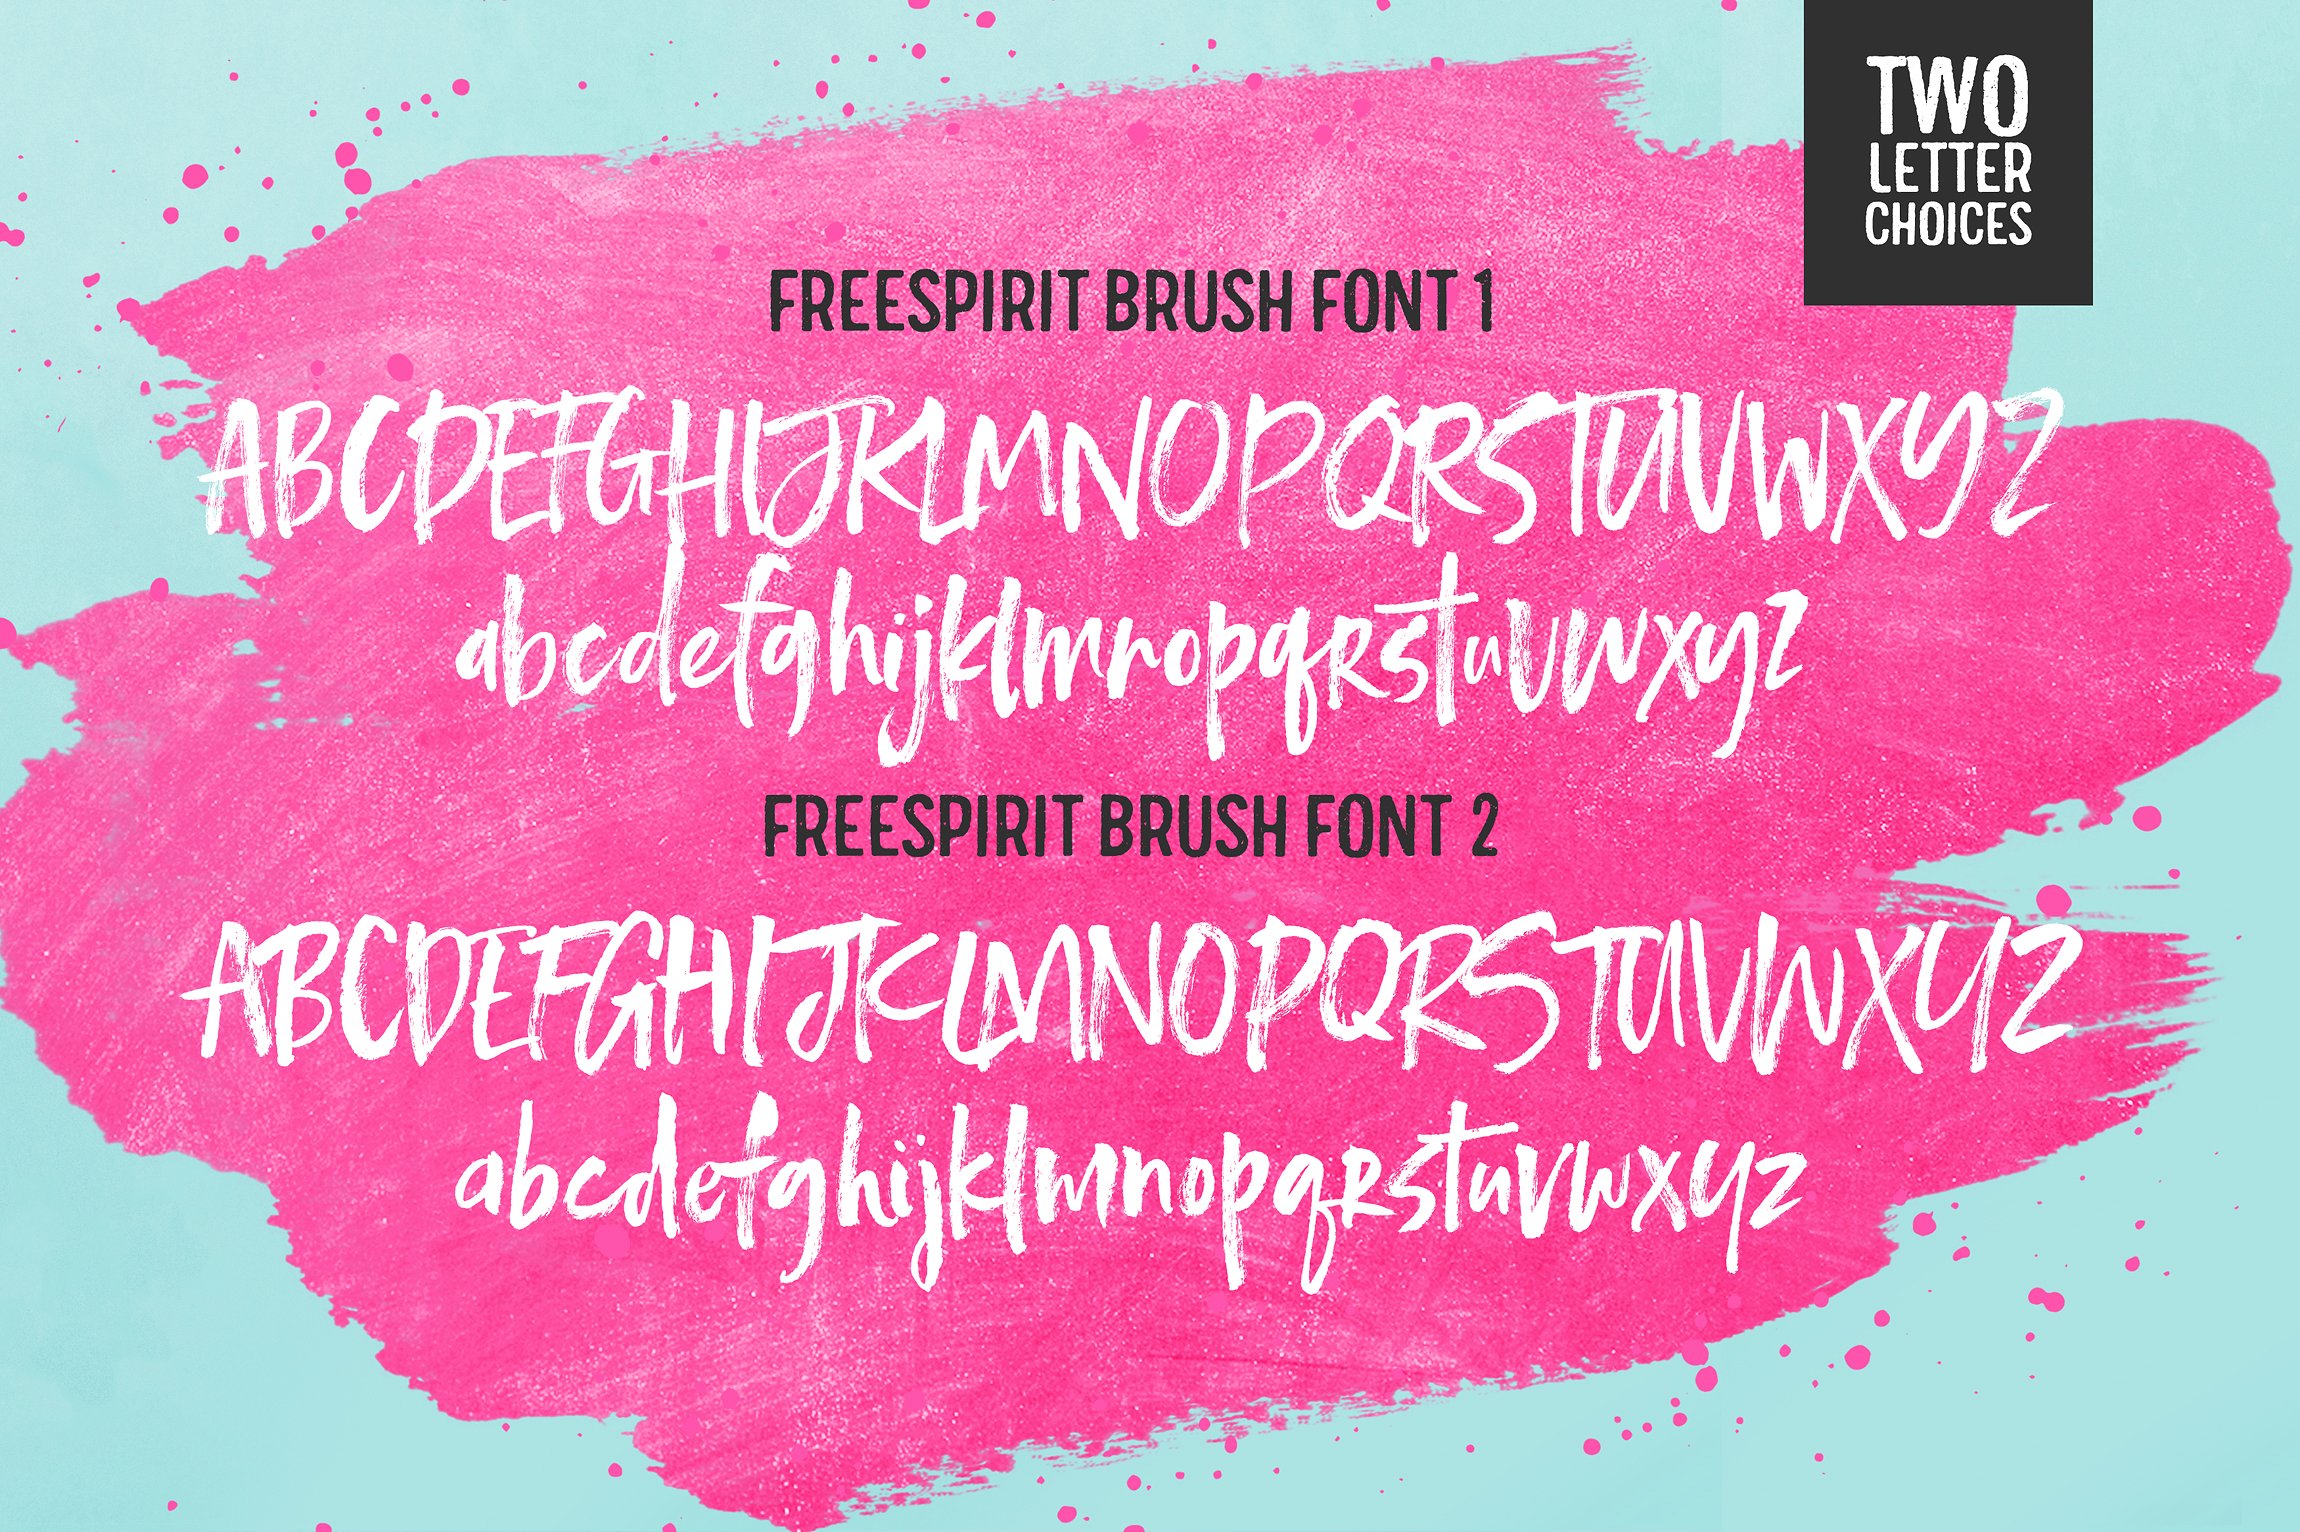 TWO
LETTER
CHOICES
FREESPIRIT BRUSH FONT 1
ABCDEFGHIJKLMNOPQRSTUVWXYZ
abcdefghijklmnopqrstuvwxyz
FREESPIRIT BRUSH FONT 2
ABCDEFGHIJKLMNOPQRSTUVWXYZ
abcdefghijklmnopqrstuvwxyz